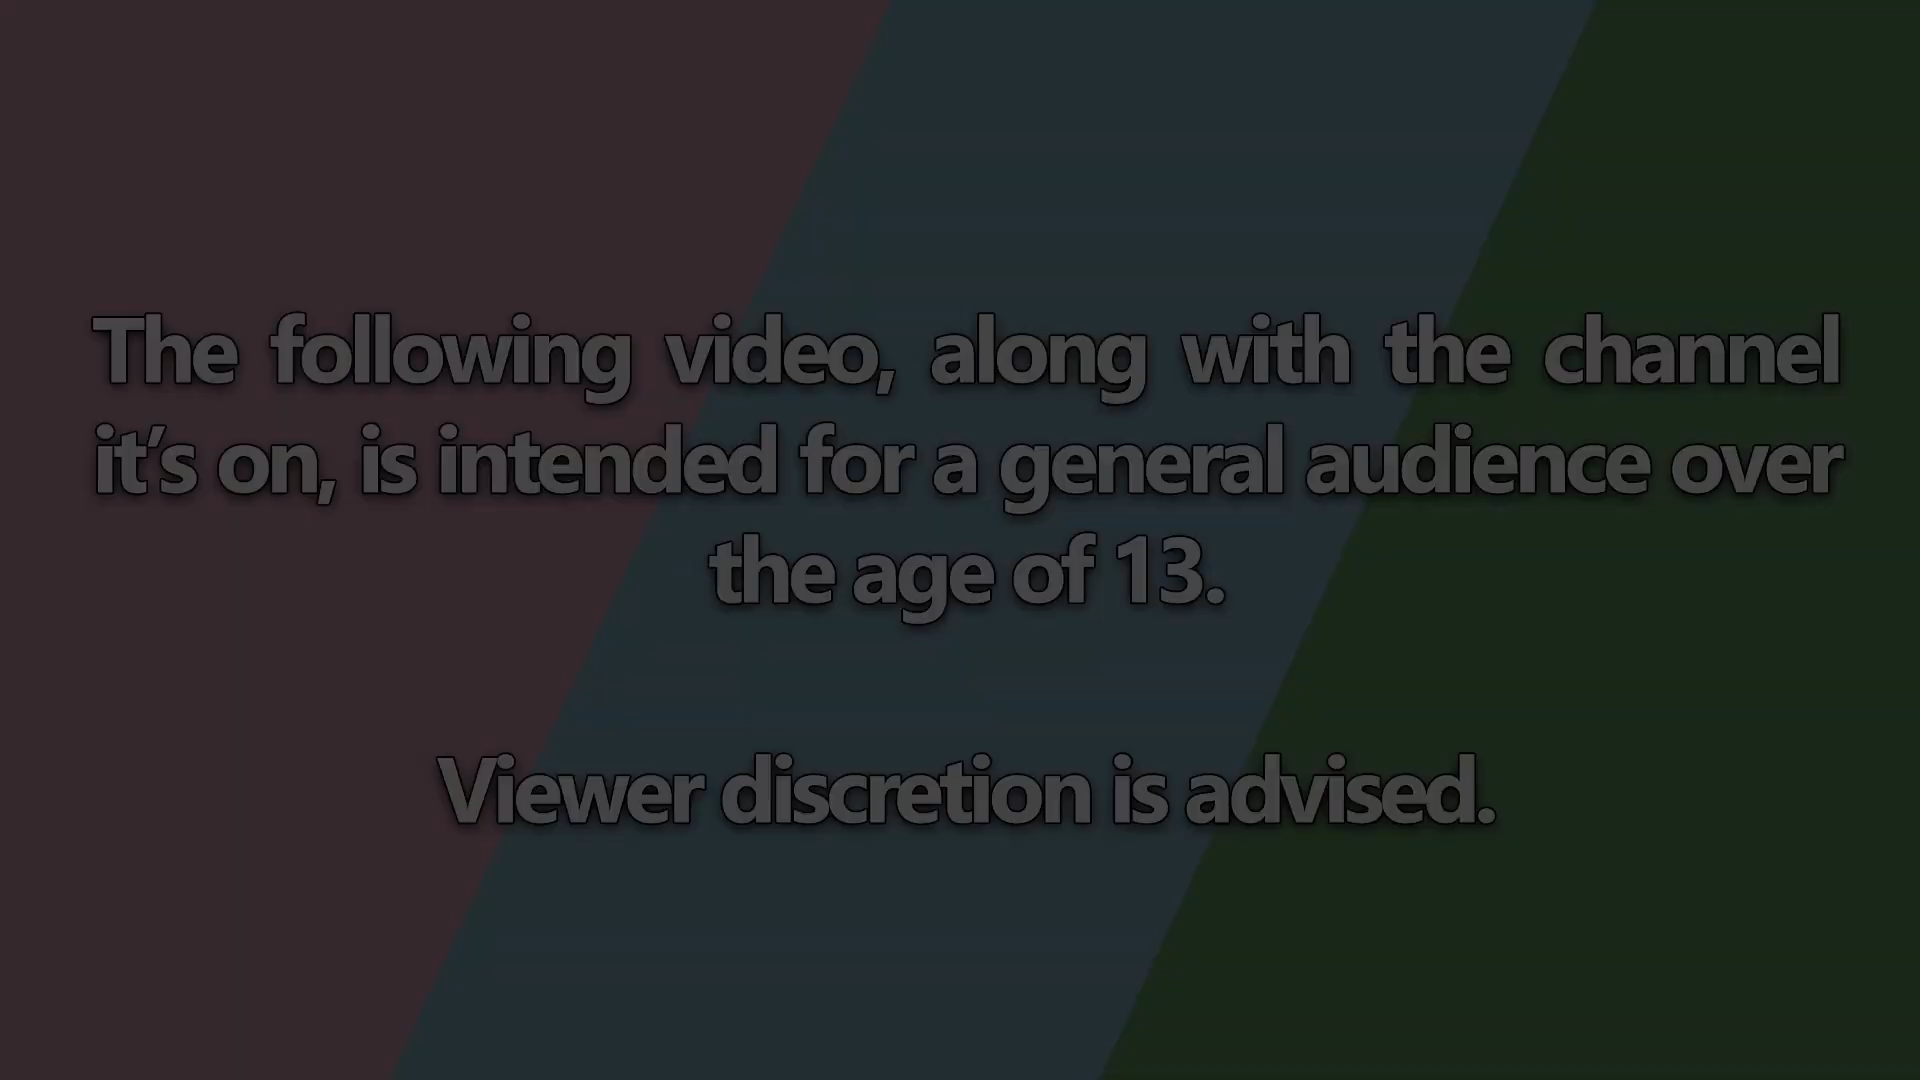 The following video, along with the channel
it's on, is intended for a general audience over
the age of 13.
Viewer discretion is advised.